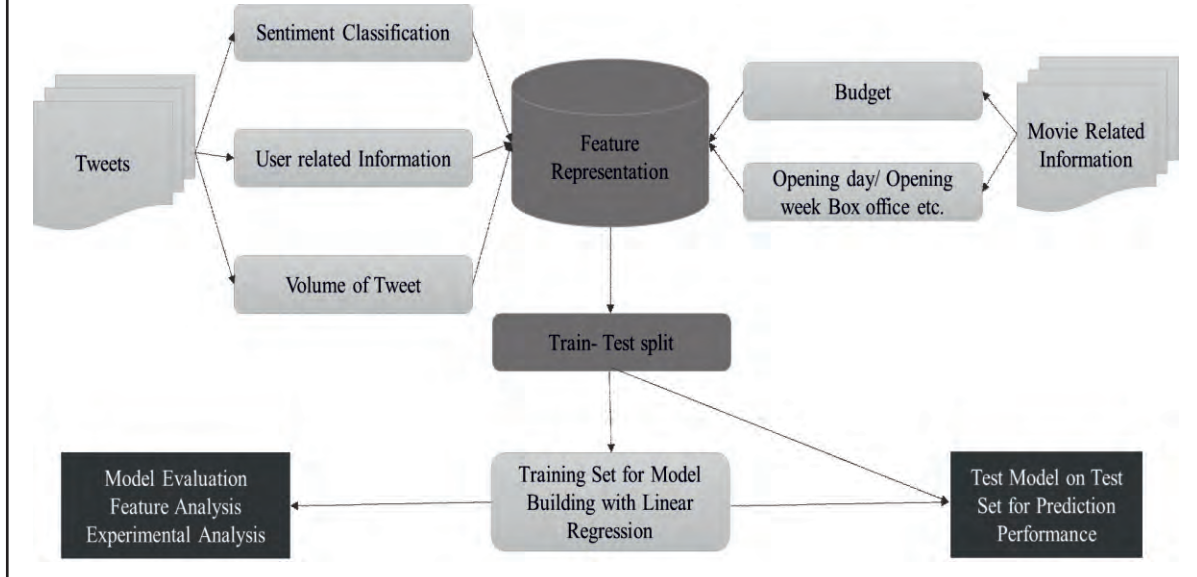 Sentiment Classification
Tweets
User related Information
Volume of Tweet
Feature
Representation
Budget
Opening day/ Opening
week Box office etc.
Movie Related
Information
Train- Test split
Model Evaluation
Feature Analysis
Experimental Analysis
Training Set for Model
Building with Linear
Regression
Test Model on Test
Set for Prediction
Performance